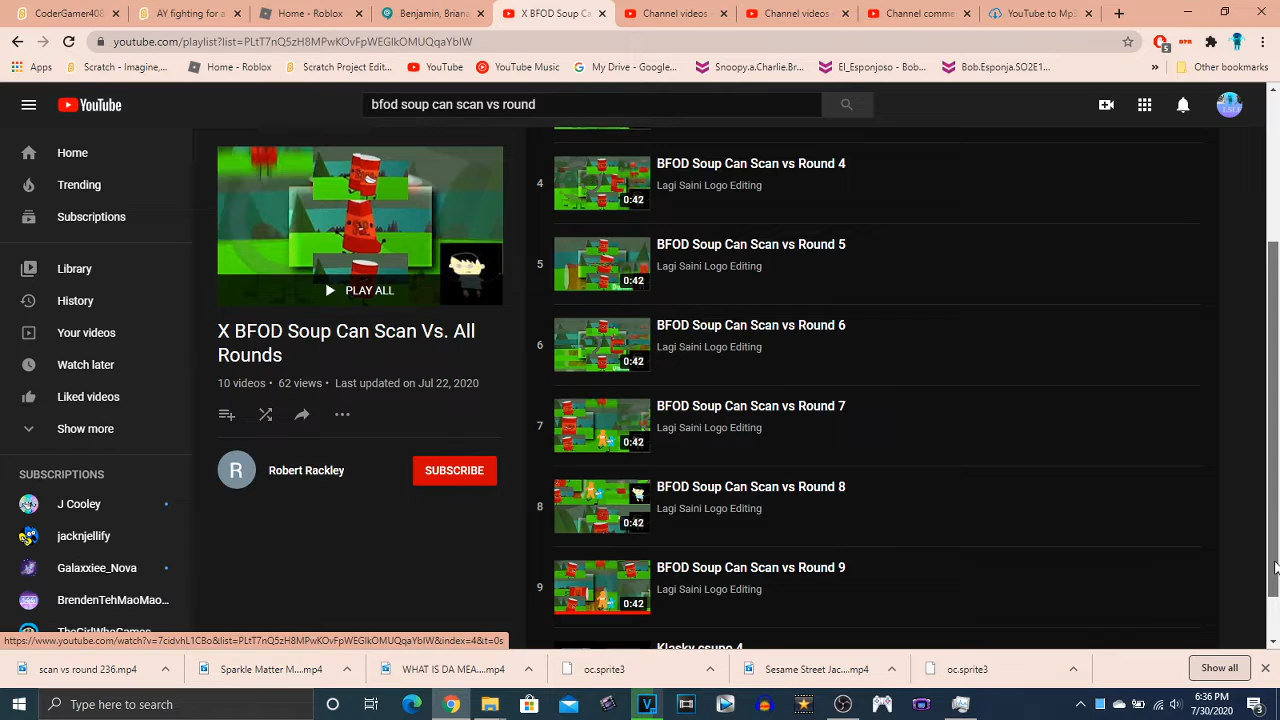 CoderGamer408
AY fighting for a
Home - Roblox
Benjamin, Briana
X BFOD Soup Ca
Channel videos
Channel videos -
Channel comme
YouTube to Mp3
youtube.com/playlist?list=PLtT7nQ5zH8MPwKOvFpWEGlkOMUQqaYbIW
Apps
Scratch - Imagine,...
Home - Roblox
Scratch Project Edit...
YouTube
YouTube Music
My Drive - Google...
Snoopy.a.Charlie.Br...
El_Esponjoso - Bob...
Bob.Esponja.SO2E1...
»
Other bookmarks
YouTube
bfod soup can scan vs round
Home
Trending
Subscriptions
Library
History
Your videos
Watch later
Liked videos
Show more
SUBSCRIPTIONS
J Cooley
jacknjellify
Galaxxiee_Nova
BrendenTehMaoMao...
TheGirlWhoGames
PLAY ALL
X BFOD Soup Can Scan Vs. All
Rounds
10 videos • 62 views • Last updated on Jul 22, 2020
R
Robert Rackley
SUBSCRIBE
4
0:42
BFOD Soup Can Scan vs Round 4
Lagi Saini Logo Editing
5
0:42
BFOD Soup Can Scan vs Round 5
Lagi Saini Logo Editing
6
0:42
BFOD Soup Can Scan vs Round 6
Lagi Saini Logo Editing
7
0:42
BFOD Soup Can Scan vs Round 7
Lagi Saini Logo Editing
8
0:42
BFOD Soup Can Scan vs Round 8
Lagi Saini Logo Editing
9
0:42
BFOD Soup Can Scan vs Round 9
Lagi Saini Logo Editing
Klasky csupo 4
https://www.youtube.com/watch?v=7cidvhL1CBo&list=PLtT7nQ5zH8MPwKOvFpWEGlkOMUQqaYbIW&index=4&t=0s
scan vs round 236.mp4
Sparkle Matter M....mp4
WHAT IS DA MEA....mp4
oc.sprite3
Sesame Street Jac....mp4
oc.sprite3
Show all
Type here to search
6:36 PM
7/30/2020